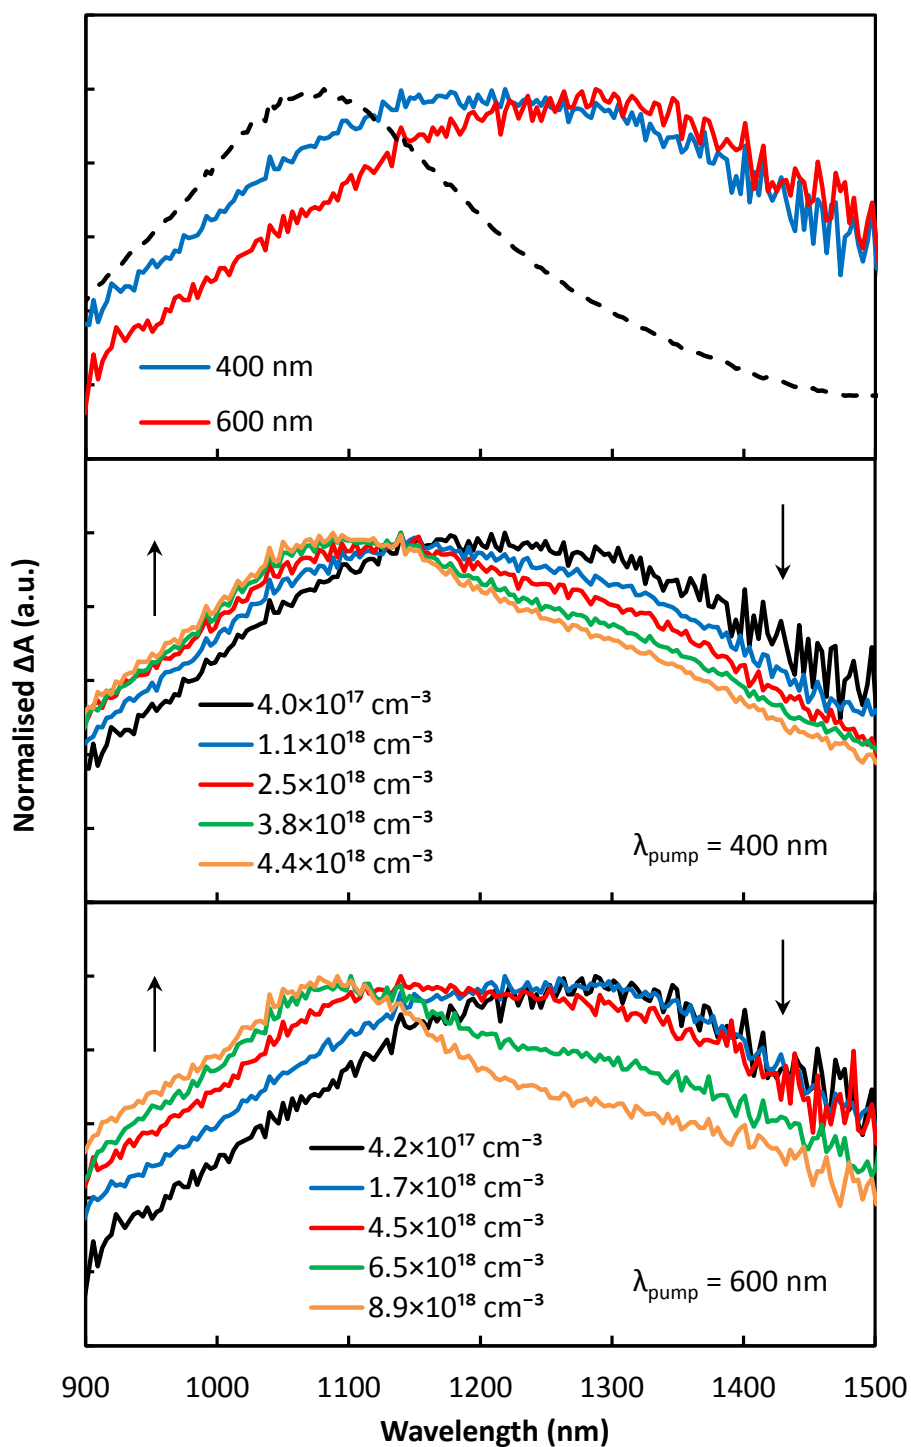 400 nm
600 nm
Normalised ΔA (a.u.)
4.0×10¹⁷ cm⁻³
1.1×10¹⁸ cm⁻³
2.5×10¹⁸ cm⁻³
3.8×10¹⁸ cm⁻³
4.4×10¹⁸ cm⁻³
λpump = 400 nm
4.2×10¹⁷ cm⁻³
1.7×10¹⁸ cm⁻³
4.5×10¹⁸ cm⁻³
6.5×10¹⁸ cm⁻³
8.9×10¹⁸ cm⁻³
λpump = 600 nm
900 1000 1100 1200 1300 1400 1500
Wavelength (nm)